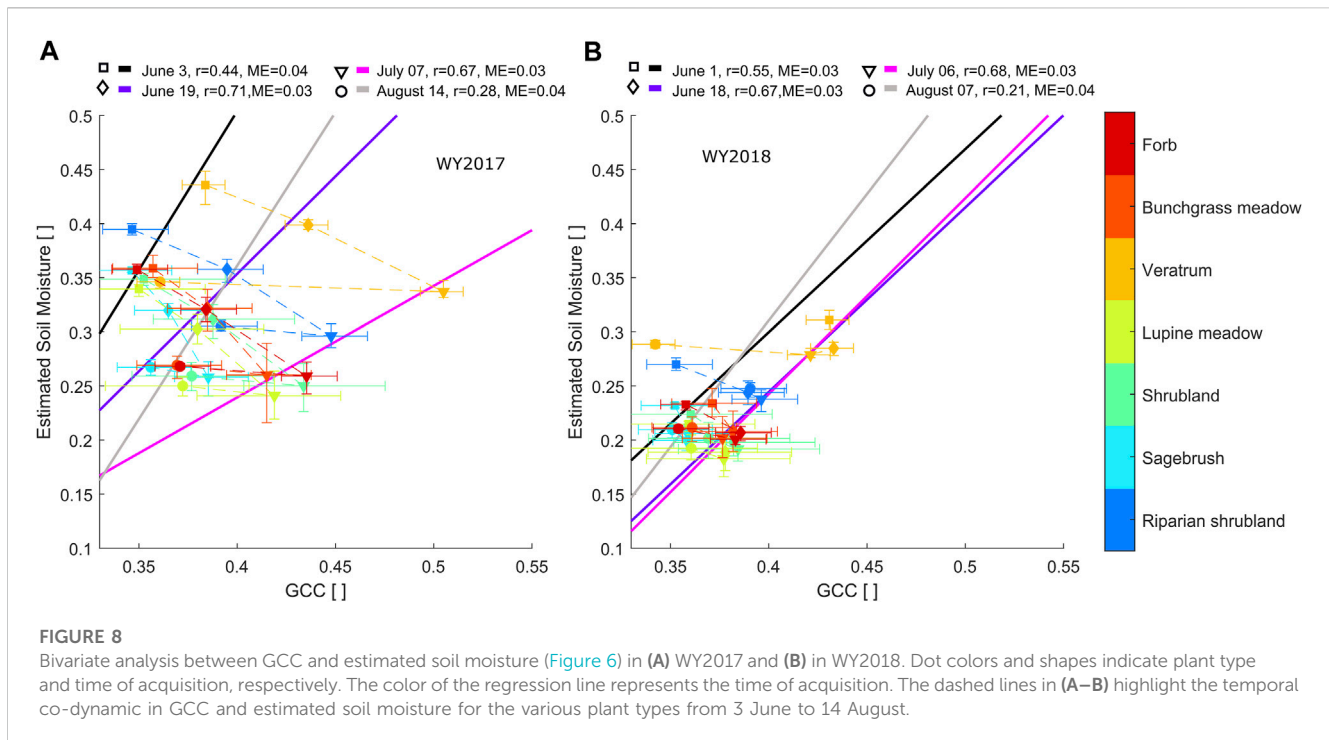 A
June 3, r=0.44, ME=0.04
July 07, r=0.67, ME=0.03
June 19, r=0.71,ME=0.03
August 14, r=0.28, ME=0.04
0.5
0.45
0.4
0.35
0.3
0.25
0.2
0.15
0.1
Estimated Soil Moisture [ ]
WY2017
0.35
0.4
0.45
0.5
0.55
GCC [ ]
B
June 1, r=0.55, ME=0.03
July 06, r=0.68, ME=0.03
June 18, r=0.67,ME=0.03
August 07, r=0.21, ME=0.04
0.5
0.45
0.4
0.35
0.3
0.25
0.2
0.15
0.1
Estimated Soil Moisture [ ]
WY2018
0.35
0.4
0.45
0.5
0.55
GCC [ ]
Forb
Bunchgrass meadow
Veratrum
Lupine meadow
Shrubland
Sagebrush
Riparian shrubland
FIGURE 8
Bivariate analysis between GCC and estimated soil moisture (Figure 6) in (A) WY2017 and (B) in WY2018. Dot colors and shapes indicate plant type
and time of acquisition, respectively. The color of the regression line represents the time of acquisition. The dashed lines in (A–B) highlight the temporal
co-dynamic in GCC and estimated soil moisture for the various plant types from 3 June to 14 August.